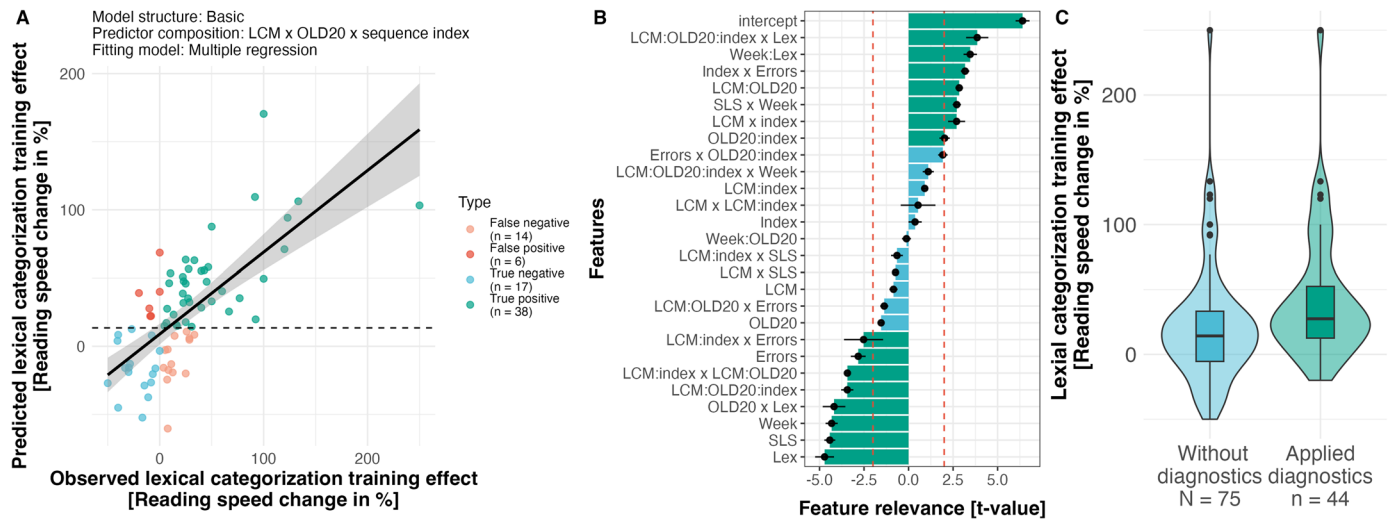 A
Model structure: Basic
Predictor composition: LCM x OLD20 x sequence index
Fitting model: Multiple regression
Predicted lexical categorization training effect
[Reading speed change in %]
200
100
0
0
100
200
Observed lexical categorization training effect
[Reading speed change in %]
Type
False negative
(n = 14)
False positive
(n = 6)
True negative
(n = 17)
True positive
(n = 38)
B
Features
intercept
LCM:OLD20:index x Lex
Week:Lex
Index x Errors
LCM:OLD20
SLS x Week
LCM x index
OLD20:index
Errors x OLD20:index
LCM:OLD20:index x Week
LCM:index
LCM x LCM:index
Index
Week:OLD20
LCM:index x SLS
LCM x SLS
LCM
LCM:OLD20 x Errors
OLD20
LCM:index x Errors
Errors
LCM:index x LCM:OLD20
LCM:OLD20:index
OLD20 x Lex
Week
SLS
Lex
-5.0
-2.5
0.0
2.5
5.0
Feature relevance [t-value]
C
Lexial categorization training effect
[Reading speed change in %]
200
100
0
Without
diagnostics
N = 75
Applied
diagnostics
n = 44